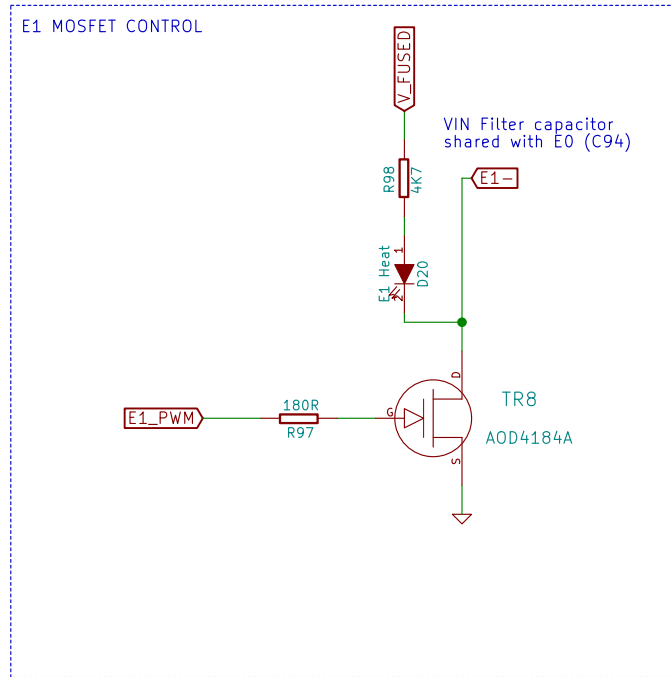 E1 MOSFET CONTROL
V_FUSED
VIN Filter capacitor
shared with E0 (C94)
R98
4K7
E1-
1
E1 Heat
D20
2
D
TR8
180R
E1_PWM
G
R97
AOD4184A
S